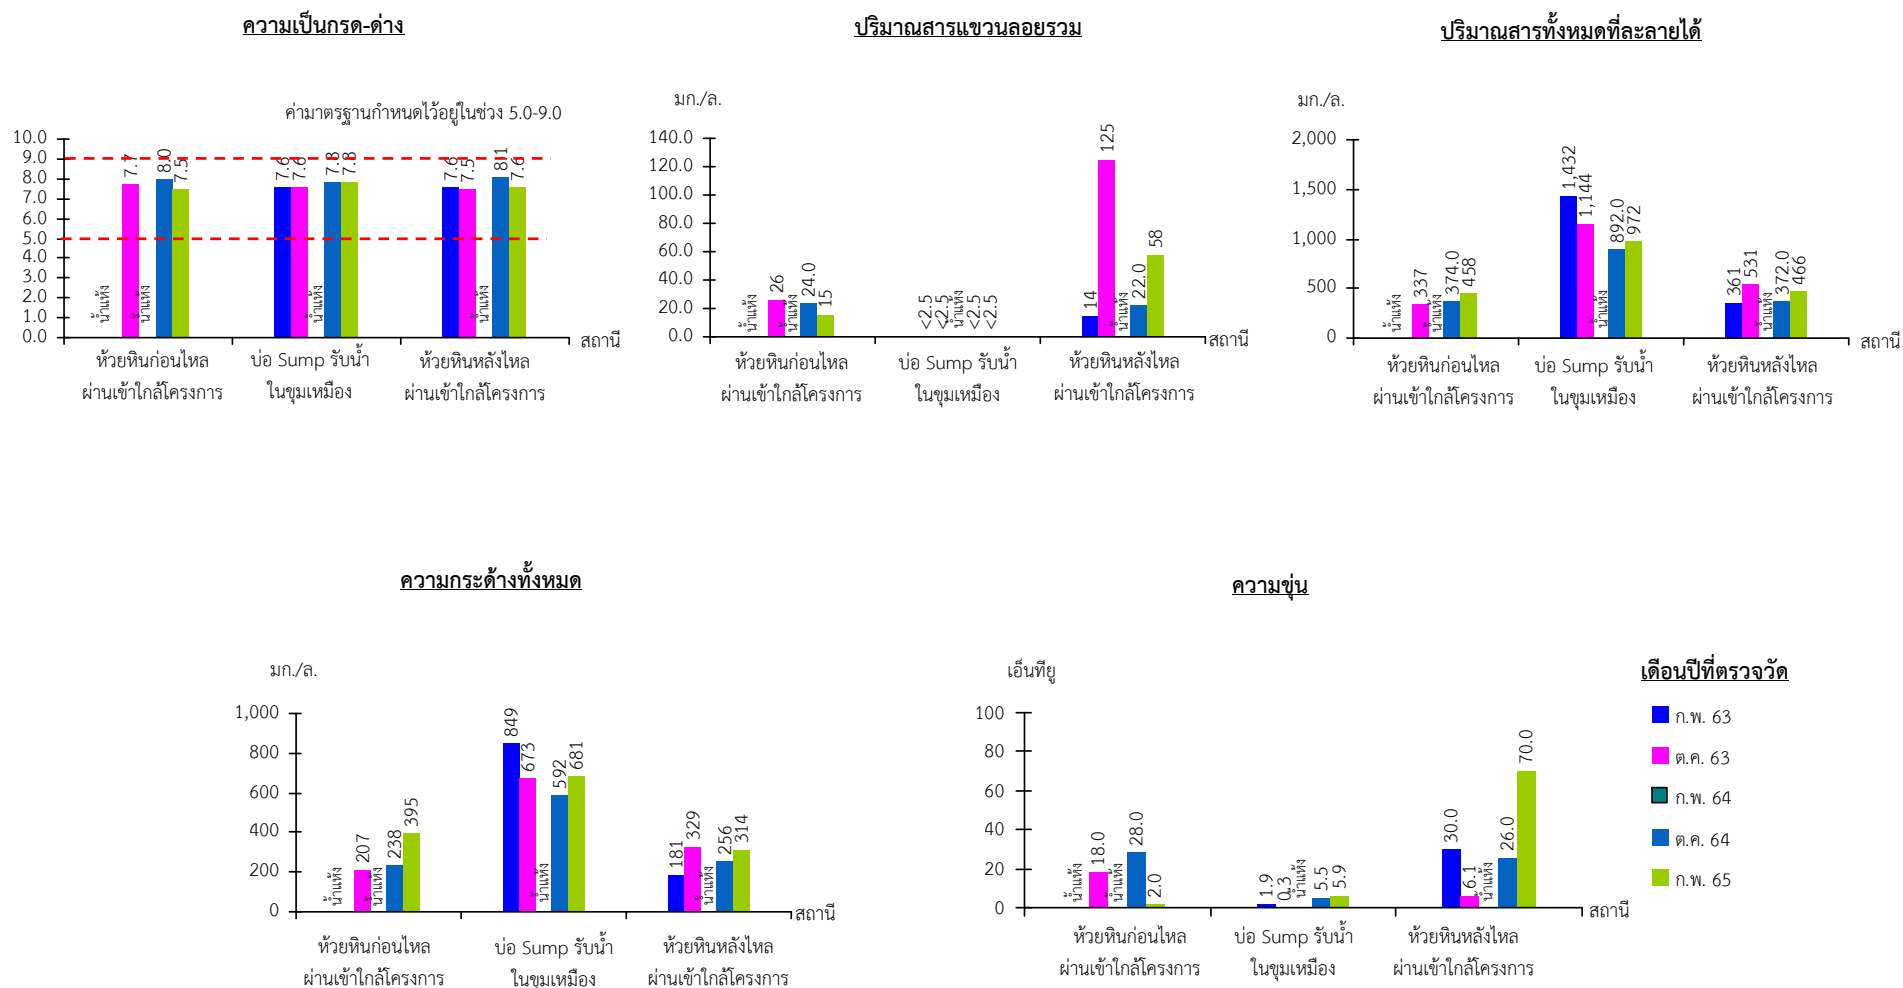 ความเป็นกรด-ด่าง
ค่ามาตรฐานกำหนดไว้อยู่ในช่วง 5.0-9.0
10.0
9.0
8.0
7.0
6.0
5.0
4.0
3.0
2.0
1.0
0.0
น้ำแห้ง 7.7 น้ำแห้ง 8.0 7.5
7.6 7.6 น้ำแห้ง 7.8 7.8
7.6 7.5 น้ำแห้ง 8.1 7.6
สถานี
ห้วยหินก่อนไหล
ผ่านเข้าใกล้โครงการ
บ่อ Sump รับน้ำ
ในขุมเหมือง
ห้วยหินหลังไหล
ผ่านเข้าใกล้โครงการ
ปริมาณสารแขวนลอยรวม
มก./ล.
140.0
120.0
100.0
80.0
60.0
40.0
20.0
0.0
น้ำแห้ง 26 น้ำแห้ง 24.0 15
<2.5 <2.5 น้ำแห้ง <2.5 <2.5
14 125 น้ำแห้ง 22.0 58
สถานี
ห้วยหินก่อนไหล
ผ่านเข้าใกล้โครงการ
บ่อ Sump รับน้ำ
ในขุมเหมือง
ห้วยหินหลังไหล
ผ่านเข้าใกล้โครงการ
ปริมาณสารทั้งหมดที่ละลายได้
มก./ล.
2,000
1,500
1,000
500
0
น้ำแห้ง 337 น้ำแห้ง 374.0 458
1,432 1,144 น้ำแห้ง 892.0 972
361 531 น้ำแห้ง 372.0 466
สถานี
ห้วยหินก่อนไหล
ผ่านเข้าใกล้โครงการ
บ่อ Sump รับน้ำ
ในขุมเหมือง
ห้วยหินหลังไหล
ผ่านเข้าใกล้โครงการ
ความกระด้างทั้งหมด
มก./ล.
1,000
800
600
400
200
0
น้ำแห้ง 207 น้ำแห้ง 238 395
849 673 น้ำแห้ง 592 681
181 329 น้ำแห้ง 256 314
สถานี
ห้วยหินก่อนไหล
ผ่านเข้าใกล้โครงการ
บ่อ Sump รับน้ำ
ในขุมเหมือง
ห้วยหินหลังไหล
ผ่านเข้าใกล้โครงการ
ความขุ่น
เอ็นทียู
100
80
60
40
20
0
น้ำแห้ง 18.0 น้ำแห้ง 28.0 2.0
1.9 0.3 น้ำแห้ง 5.5 5.9
30.0 6.1 น้ำแห้ง 26.0 70.0
สถานี
ห้วยหินก่อนไหล
ผ่านเข้าใกล้โครงการ
บ่อ Sump รับน้ำ
ในขุมเหมือง
ห้วยหินหลังไหล
ผ่านเข้าใกล้โครงการ
เดือนปีที่ตรวจวัด
ก.พ. 63
ต.ค. 63
ก.พ. 64
ต.ค. 64
ก.พ. 65